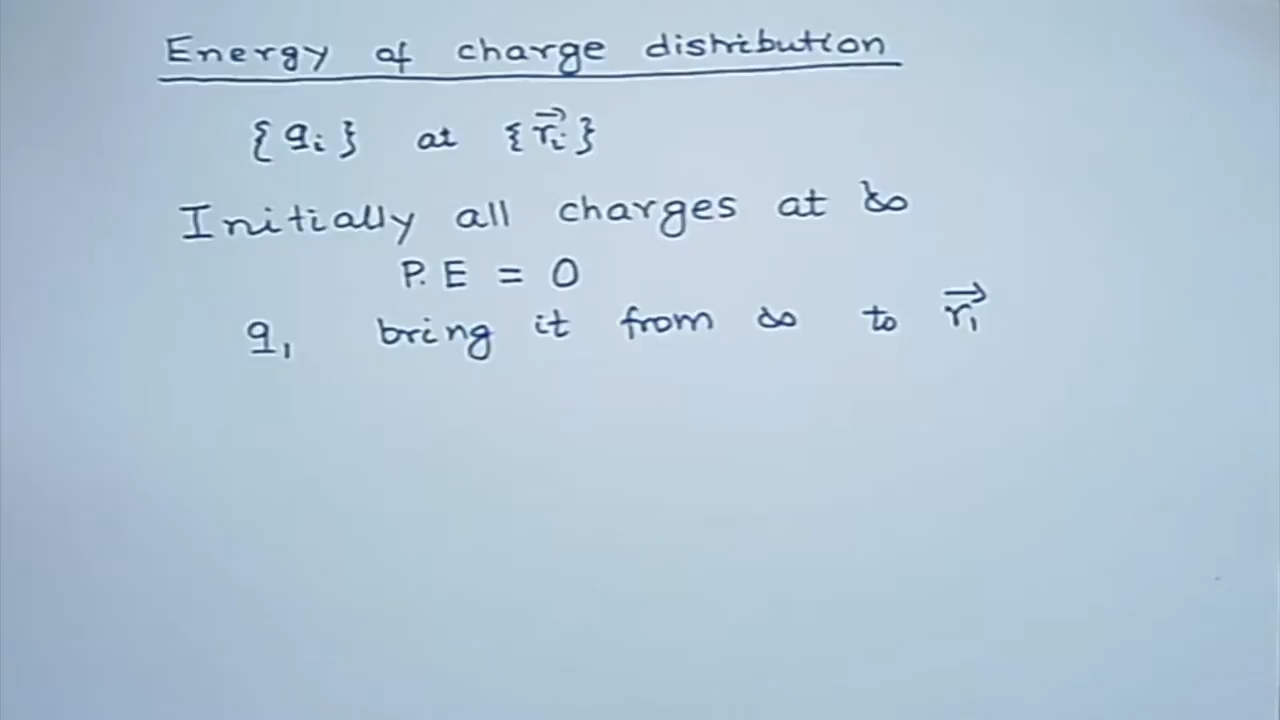 Energy of charge distribution
{qᵢ} at {r⃗ᵢ}
Initially all charges at ∞
P.E = 0
q₁ bring it from ∞ to r⃗₁